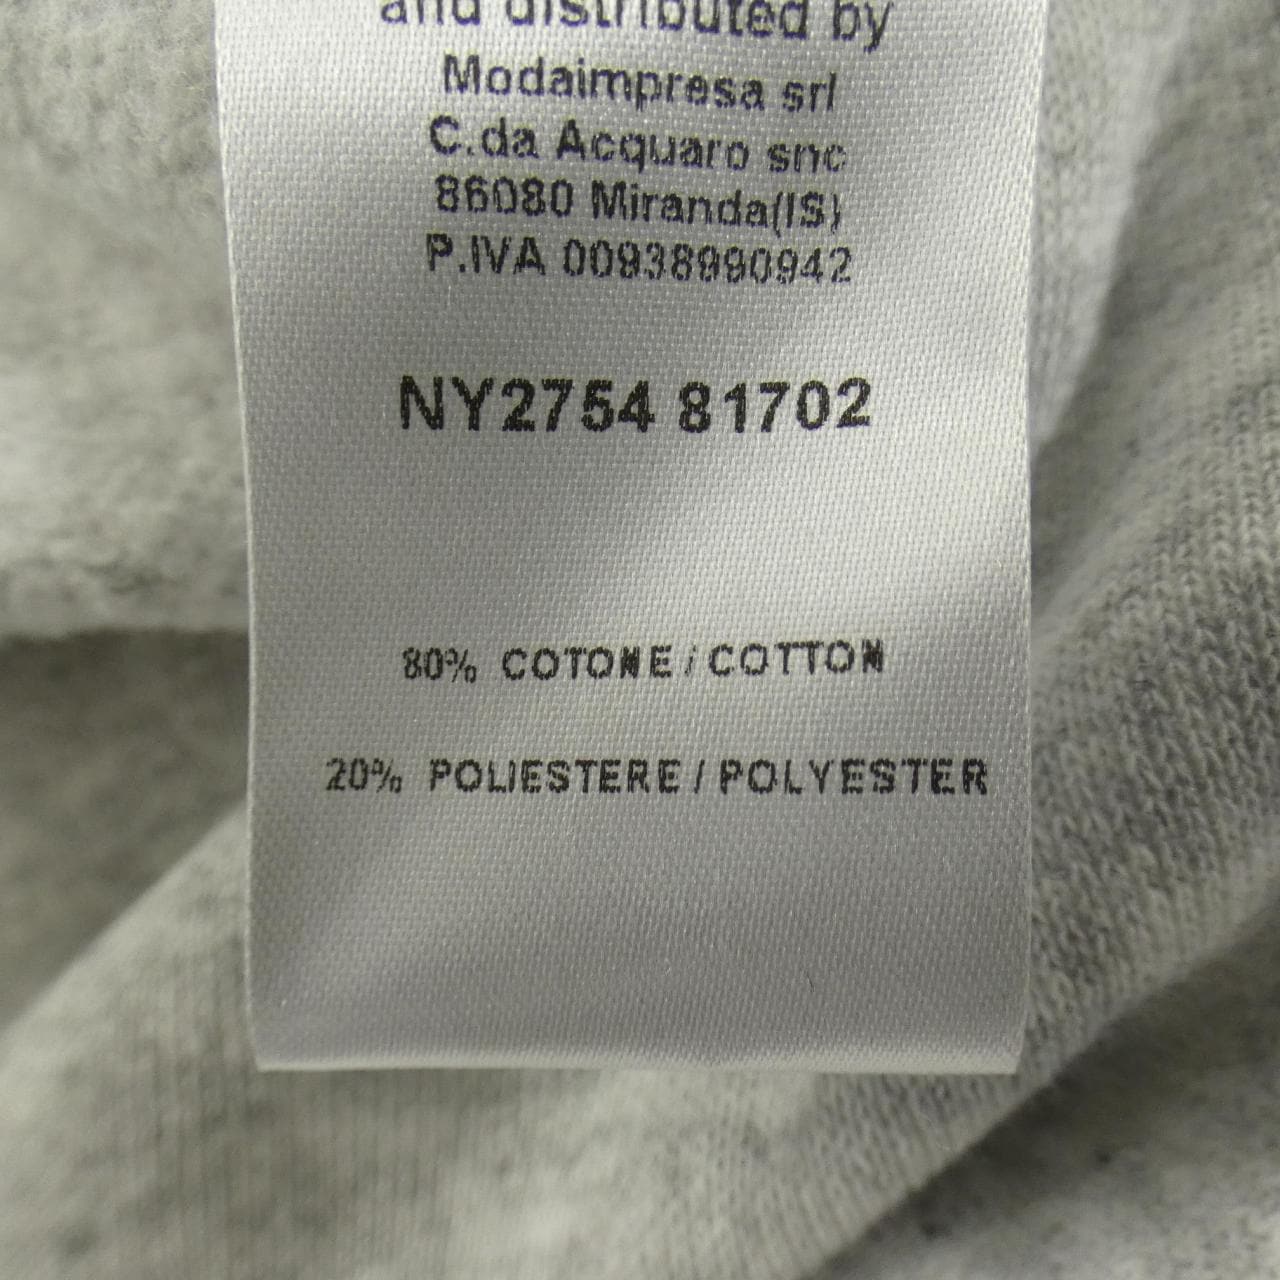 and distributed by
Modaimpresa srl
C.da Acquaro snc
86080 Miranda(IS)
P.IVA 00938990942
NY2754 81702
80% COTONE / COTTON
20% POLIESTERE / POLYESTER